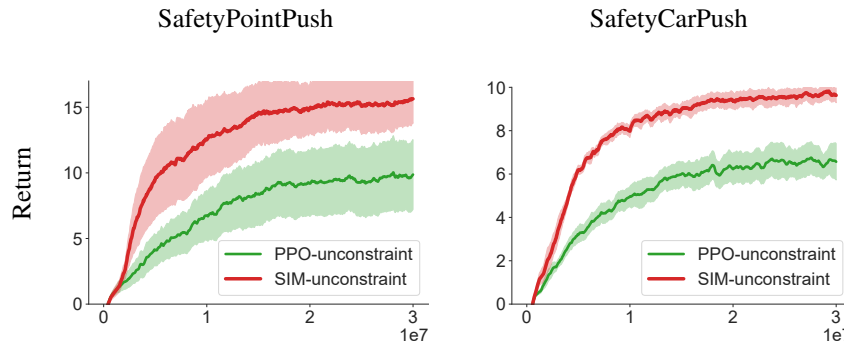 SafetyPointPush
SafetyCarPush
Return
15
10
5
0
0
1
2
3
1e7
PPO-unconstraint
SIM-unconstraint
10
8
6
4
2
0
0
1
2
3
1e7
PPO-unconstraint
SIM-unconstraint